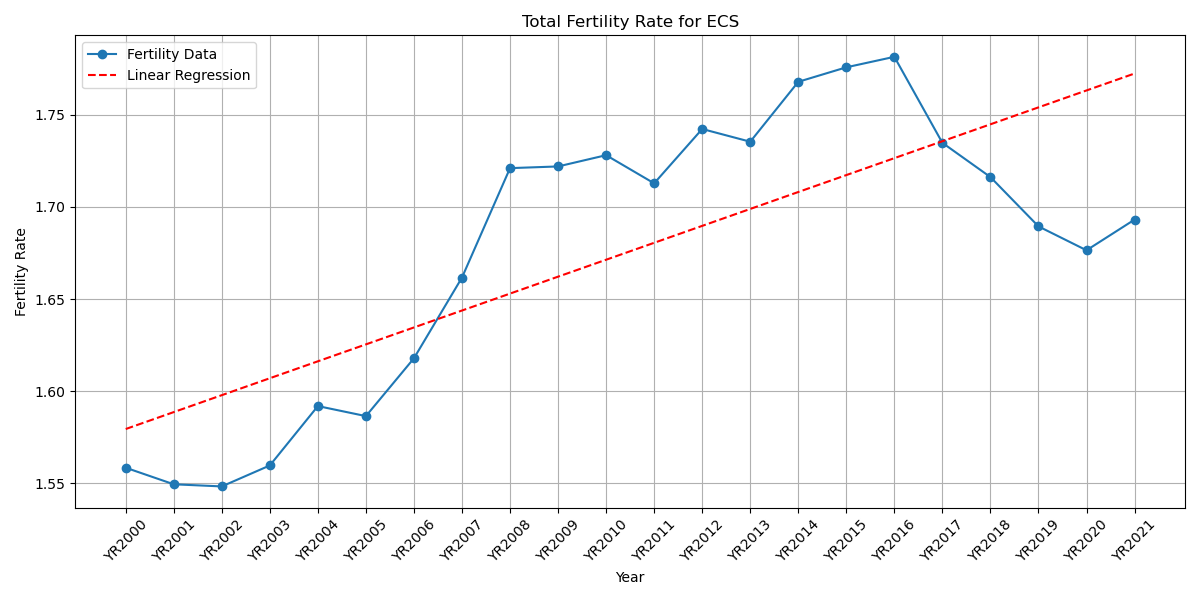 Total Fertility Rate for ECS
Fertility Data
Linear Regression
Fertility Rate
1.75
1.70
1.65
1.60
1.55
YR2000
YR2001
YR2002
YR2003
YR2004
YR2005
YR2006
YR2007
YR2008
YR2009
YR2010
YR2011
YR2012
YR2013
YR2014
YR2015
YR2016
YR2017
YR2018
YR2019
YR2020
YR2021
Year